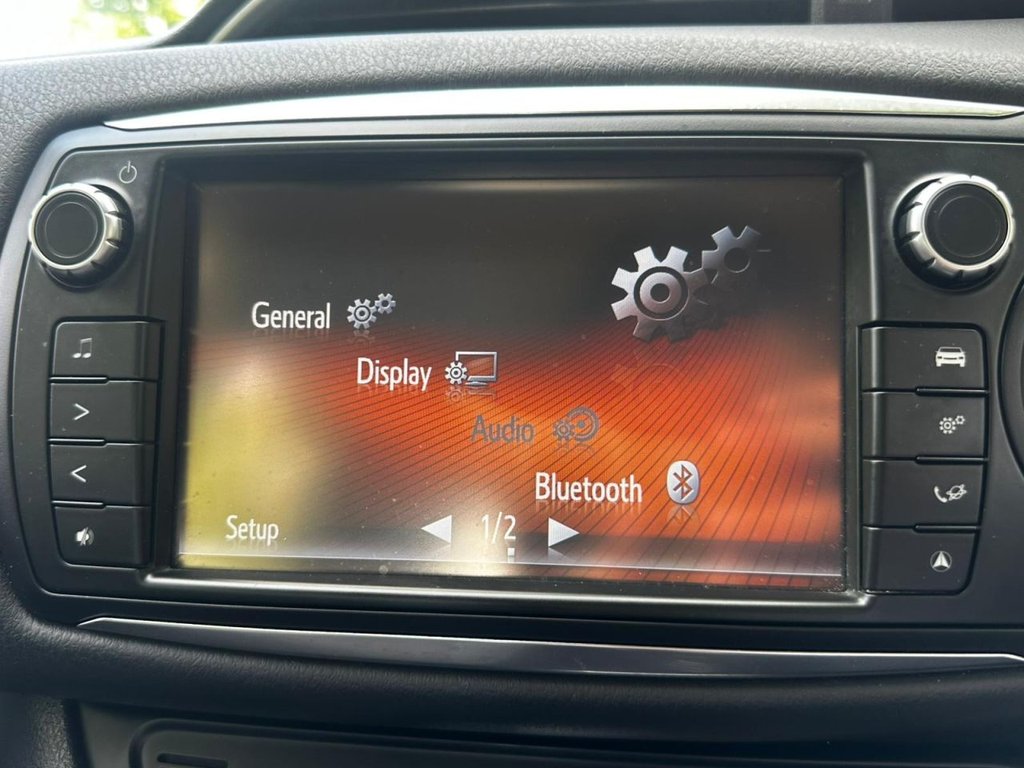 General
Display
Audio
Bluetooth
Setup
1/2